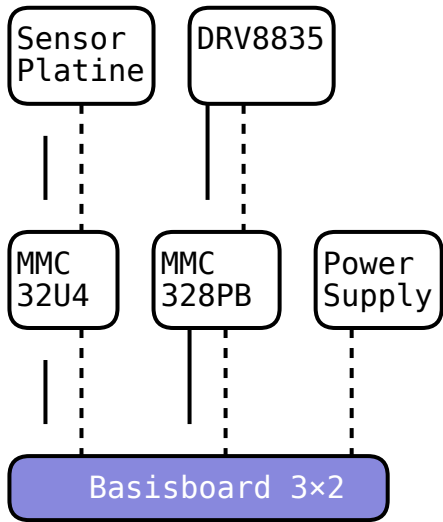 Sensor
Platine
DRV8835
MMC
32U4
MMC
328PB
Power
Supply
Basisboard 3×2